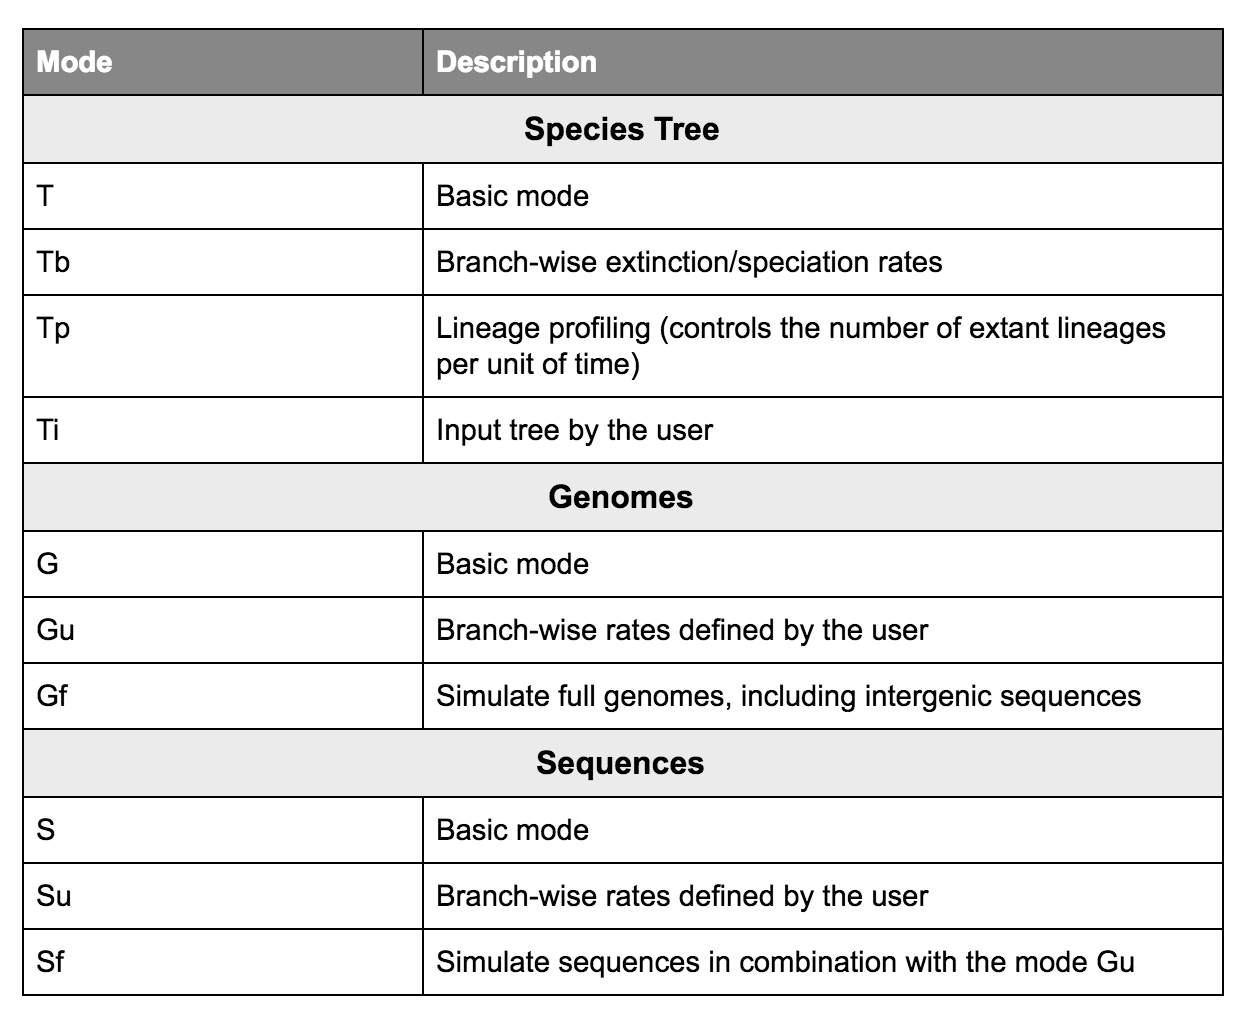 Mode Description
Species Tree
T Basic mode
Tb Branch-wise extinction/speciation rates
Tp Lineage profiling (controls the number of extant lineages
per unit of time)
Ti Input tree by the user
Genomes
G Basic mode
Gu Branch-wise rates defined by the user
Gf Simulate full genomes, including intergenic sequences
Sequences
S Basic mode
Su Branch-wise rates defined by the user
Sf Simulate sequences in combination with the mode Gu